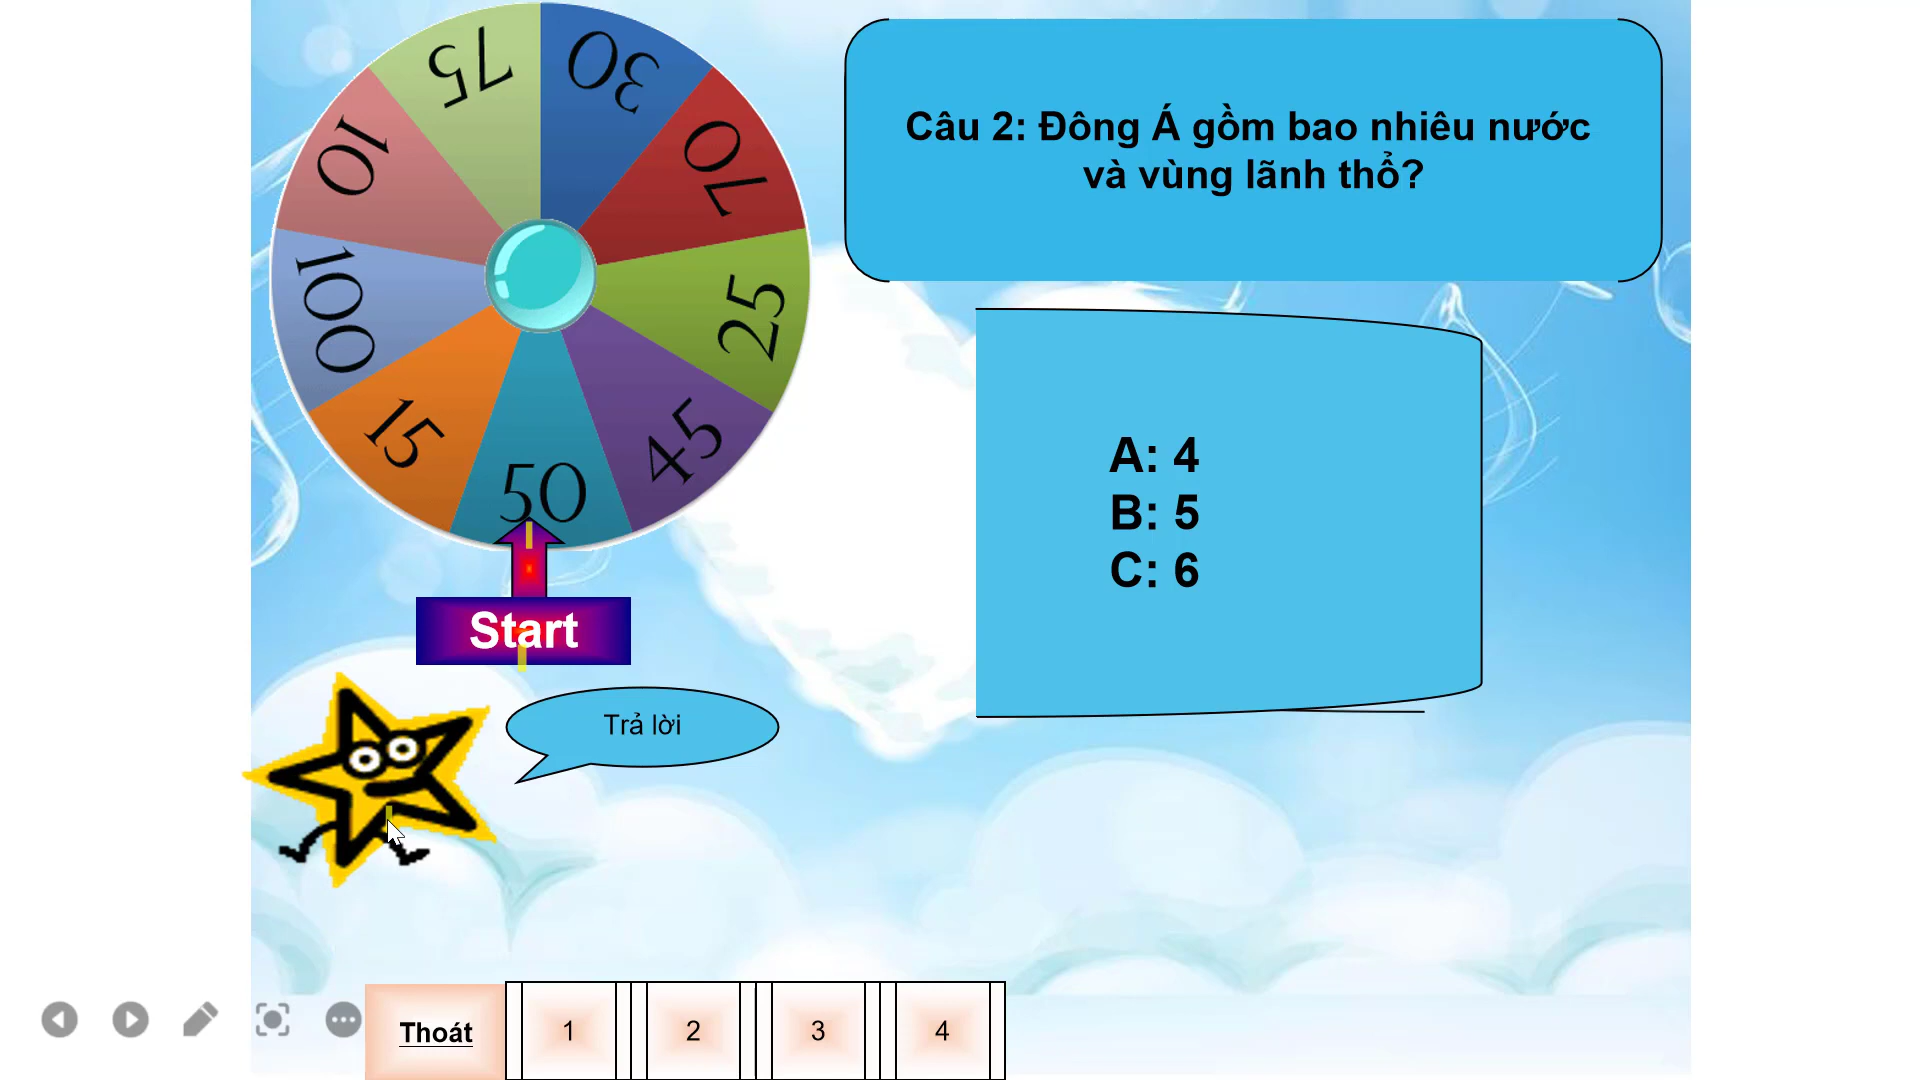 75
30
10
70
100
25
15
45
50
Câu 2: Đông Á gồm bao nhiêu nước
và vùng lãnh thổ?
A: 4
B: 5
C: 6
Start
Trả lời
Thoát
1
2
3
4